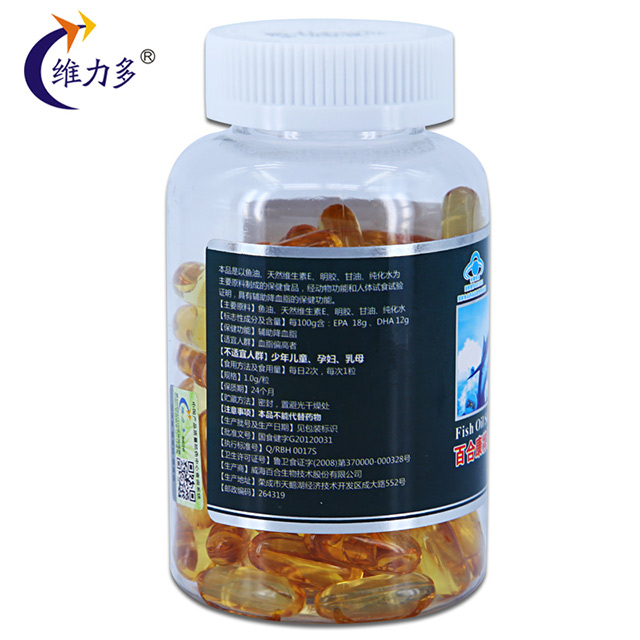 维力多®
本品是以鱼油、天然维生素E、明胶、甘油、纯化水为
主要原料制成的保健食品，经动物功能和人体试食试验
证明，具有辅助降血脂的保健功能。
【主要原料】鱼油、天然维生素E、明胶、甘油、纯化水
【标志性成分及含量】每100g含：EPA 18g 、DHA 12g
【保健功能】辅助降血脂
【适宜人群】血脂偏高者
【不适宜人群】少年儿童、孕妇、乳母
【食用方法及食用量】每日2次，每次1粒
【规格】1.0g/粒
【保质期】24个月
【贮藏方法】密封，置避光干燥处
【注意事项】本品不能代替药物
【生产批号及生产日期】见包装标识
【批准文号】国食健字G20120031
【执行标准号】Q/RBH 0017S
【卫生许可证号】鲁卫食证字(2008)第370000-000328号
【生产商】威海百合生物技术股份有限公司
【生产地址】荣成市天鹅湖经济技术开发区成大路552号
【邮政编码】264319
Fish Oil
百合康